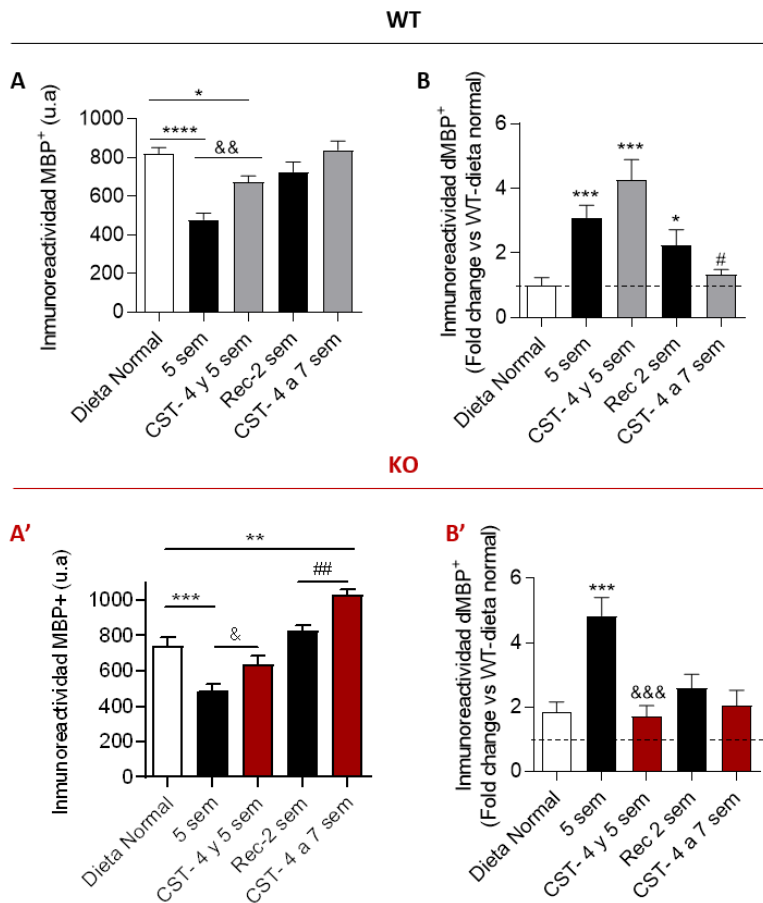 WT
A
Inmunoreactividad MBP⁺ (u.a)
1000
800
600
400
200
0
*
****
&&
Dieta Normal
5 sem
CST- 4 y 5 sem
Rec-2 sem
CST- 4 a 7 sem
B
Inmunoreactividad dMBP⁺
(Fold change vs WT-dieta normal)
6
4
2
0
***
***
*
#
Dieta Normal
5 sem
CST- 4 y 5 sem
Rec 2 sem
CST- 4 a 7 sem
KO
A’
Inmunoreactividad MBP+ (u.a)
1000
800
600
400
200
0
**
***
&
##
Dieta Normal
5 sem
CST- 4 y 5 sem
Rec-2 sem
CST- 4 a 7 sem
B’
Inmunoreactividad dMBP⁺
(Fold change vs WT-dieta normal)
6
4
2
0
***
&&&
Dieta Normal
5 sem
CST- 4 y 5 sem
Rec 2 sem
CST- 4 a 7 sem